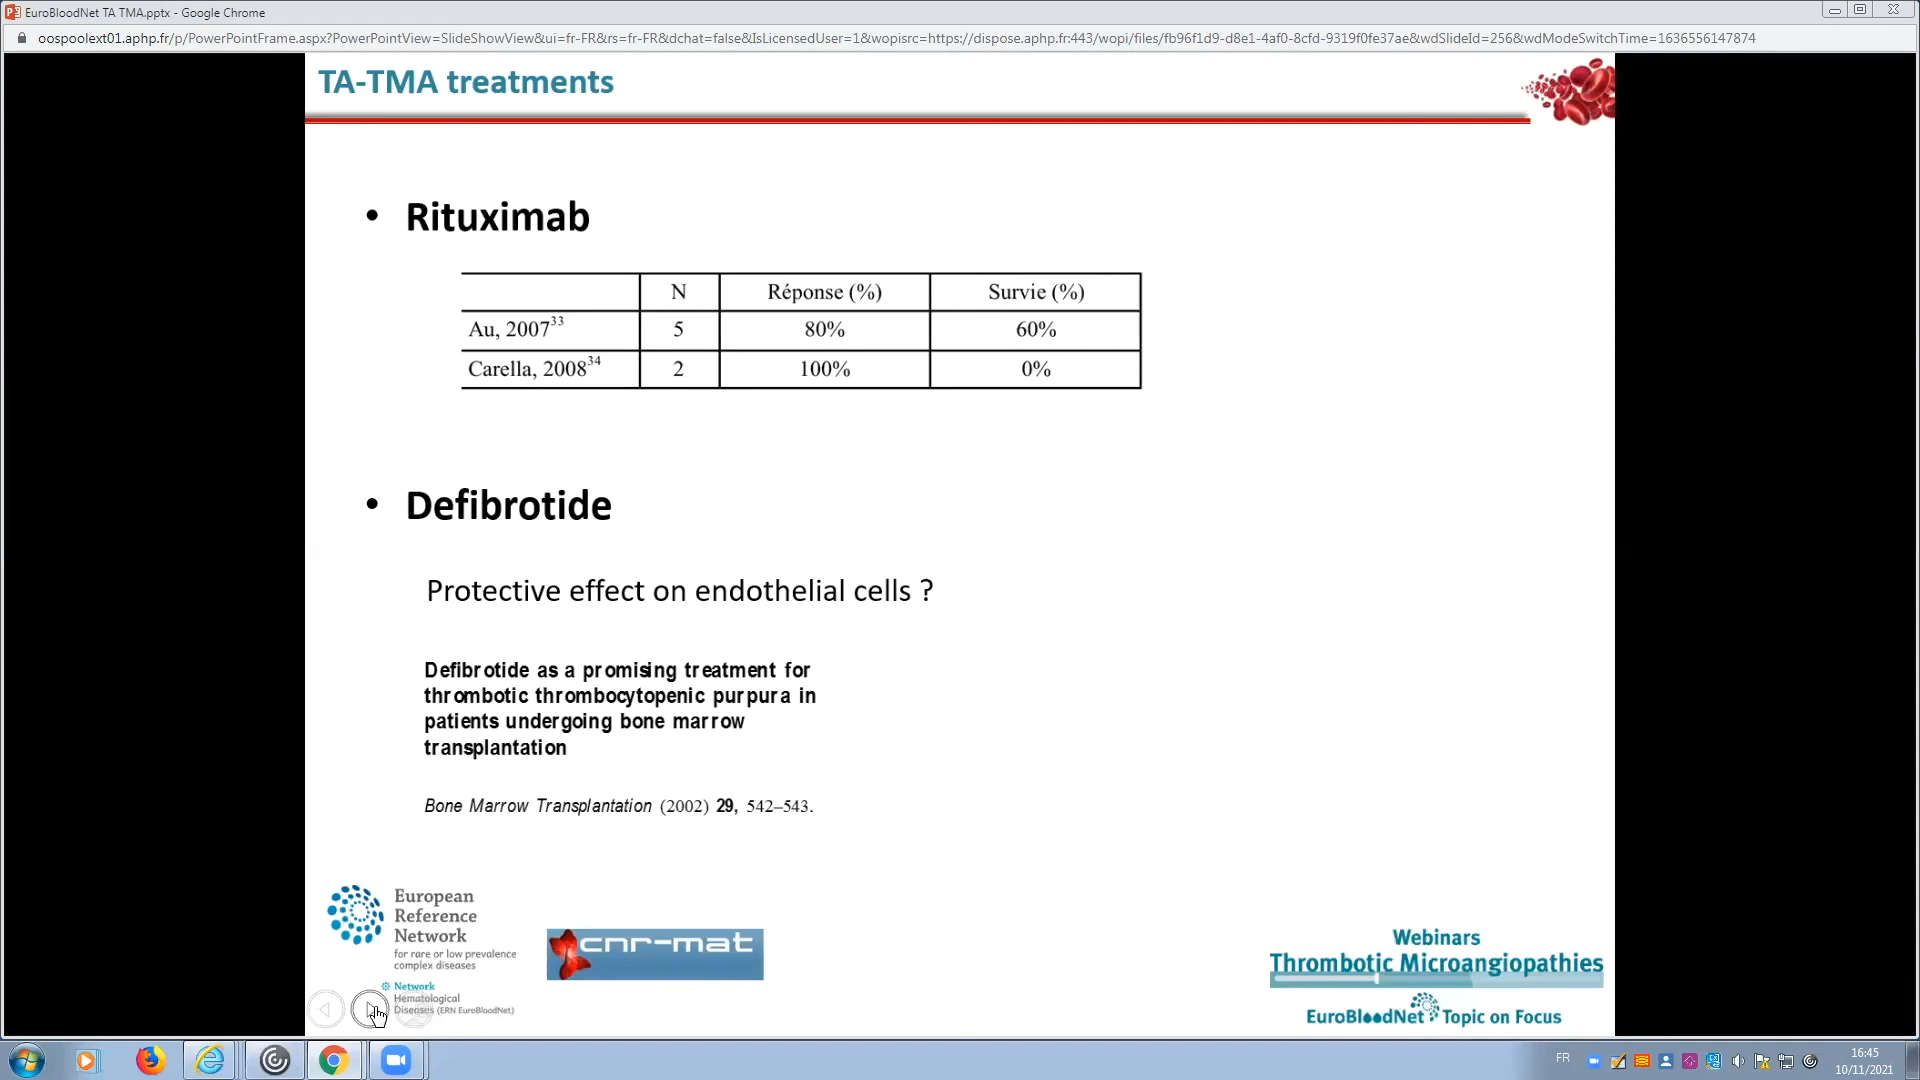 EuroBloodNet TA TMA.pptx - Google Chrome
oospoolext01.aphp.fr/p/PowerPointFrame.aspx?PowerPointView=SlideShowView&ui=fr-FR&rs=fr-FR&dchat=false&IsLicensedUser=1&wopisrc=https://dispose.aphp.fr:443/wopi/files/fb96f1d9-d8e1-4af0-8cfd-9319f0fe37ae&wdSlideId=256&wdModeSwitchTime=1636556147874
TA-TMA treatments
• Rituximab
N Réponse (%) Survie (%)
Au, 2007³³ 5 80% 60%
Carella, 2008³⁴ 2 100% 0%
• Defibrotide
Protective effect on endothelial cells ?
Defibrotide as a promising treatment for
thrombotic thrombocytopenic purpura in
patients undergoing bone marrow
transplantation
Bone Marrow Transplantation (2002) 29, 542–543.
European
Reference
Network
for rare or low prevalence
complex diseases
Network
Hematological
Diseases (ERN EuroBloodNet)
cnr-mat
Webinars
Thrombotic Microangiopathies
EuroBloodNet Topic on Focus
FR
16:45
10/11/2021